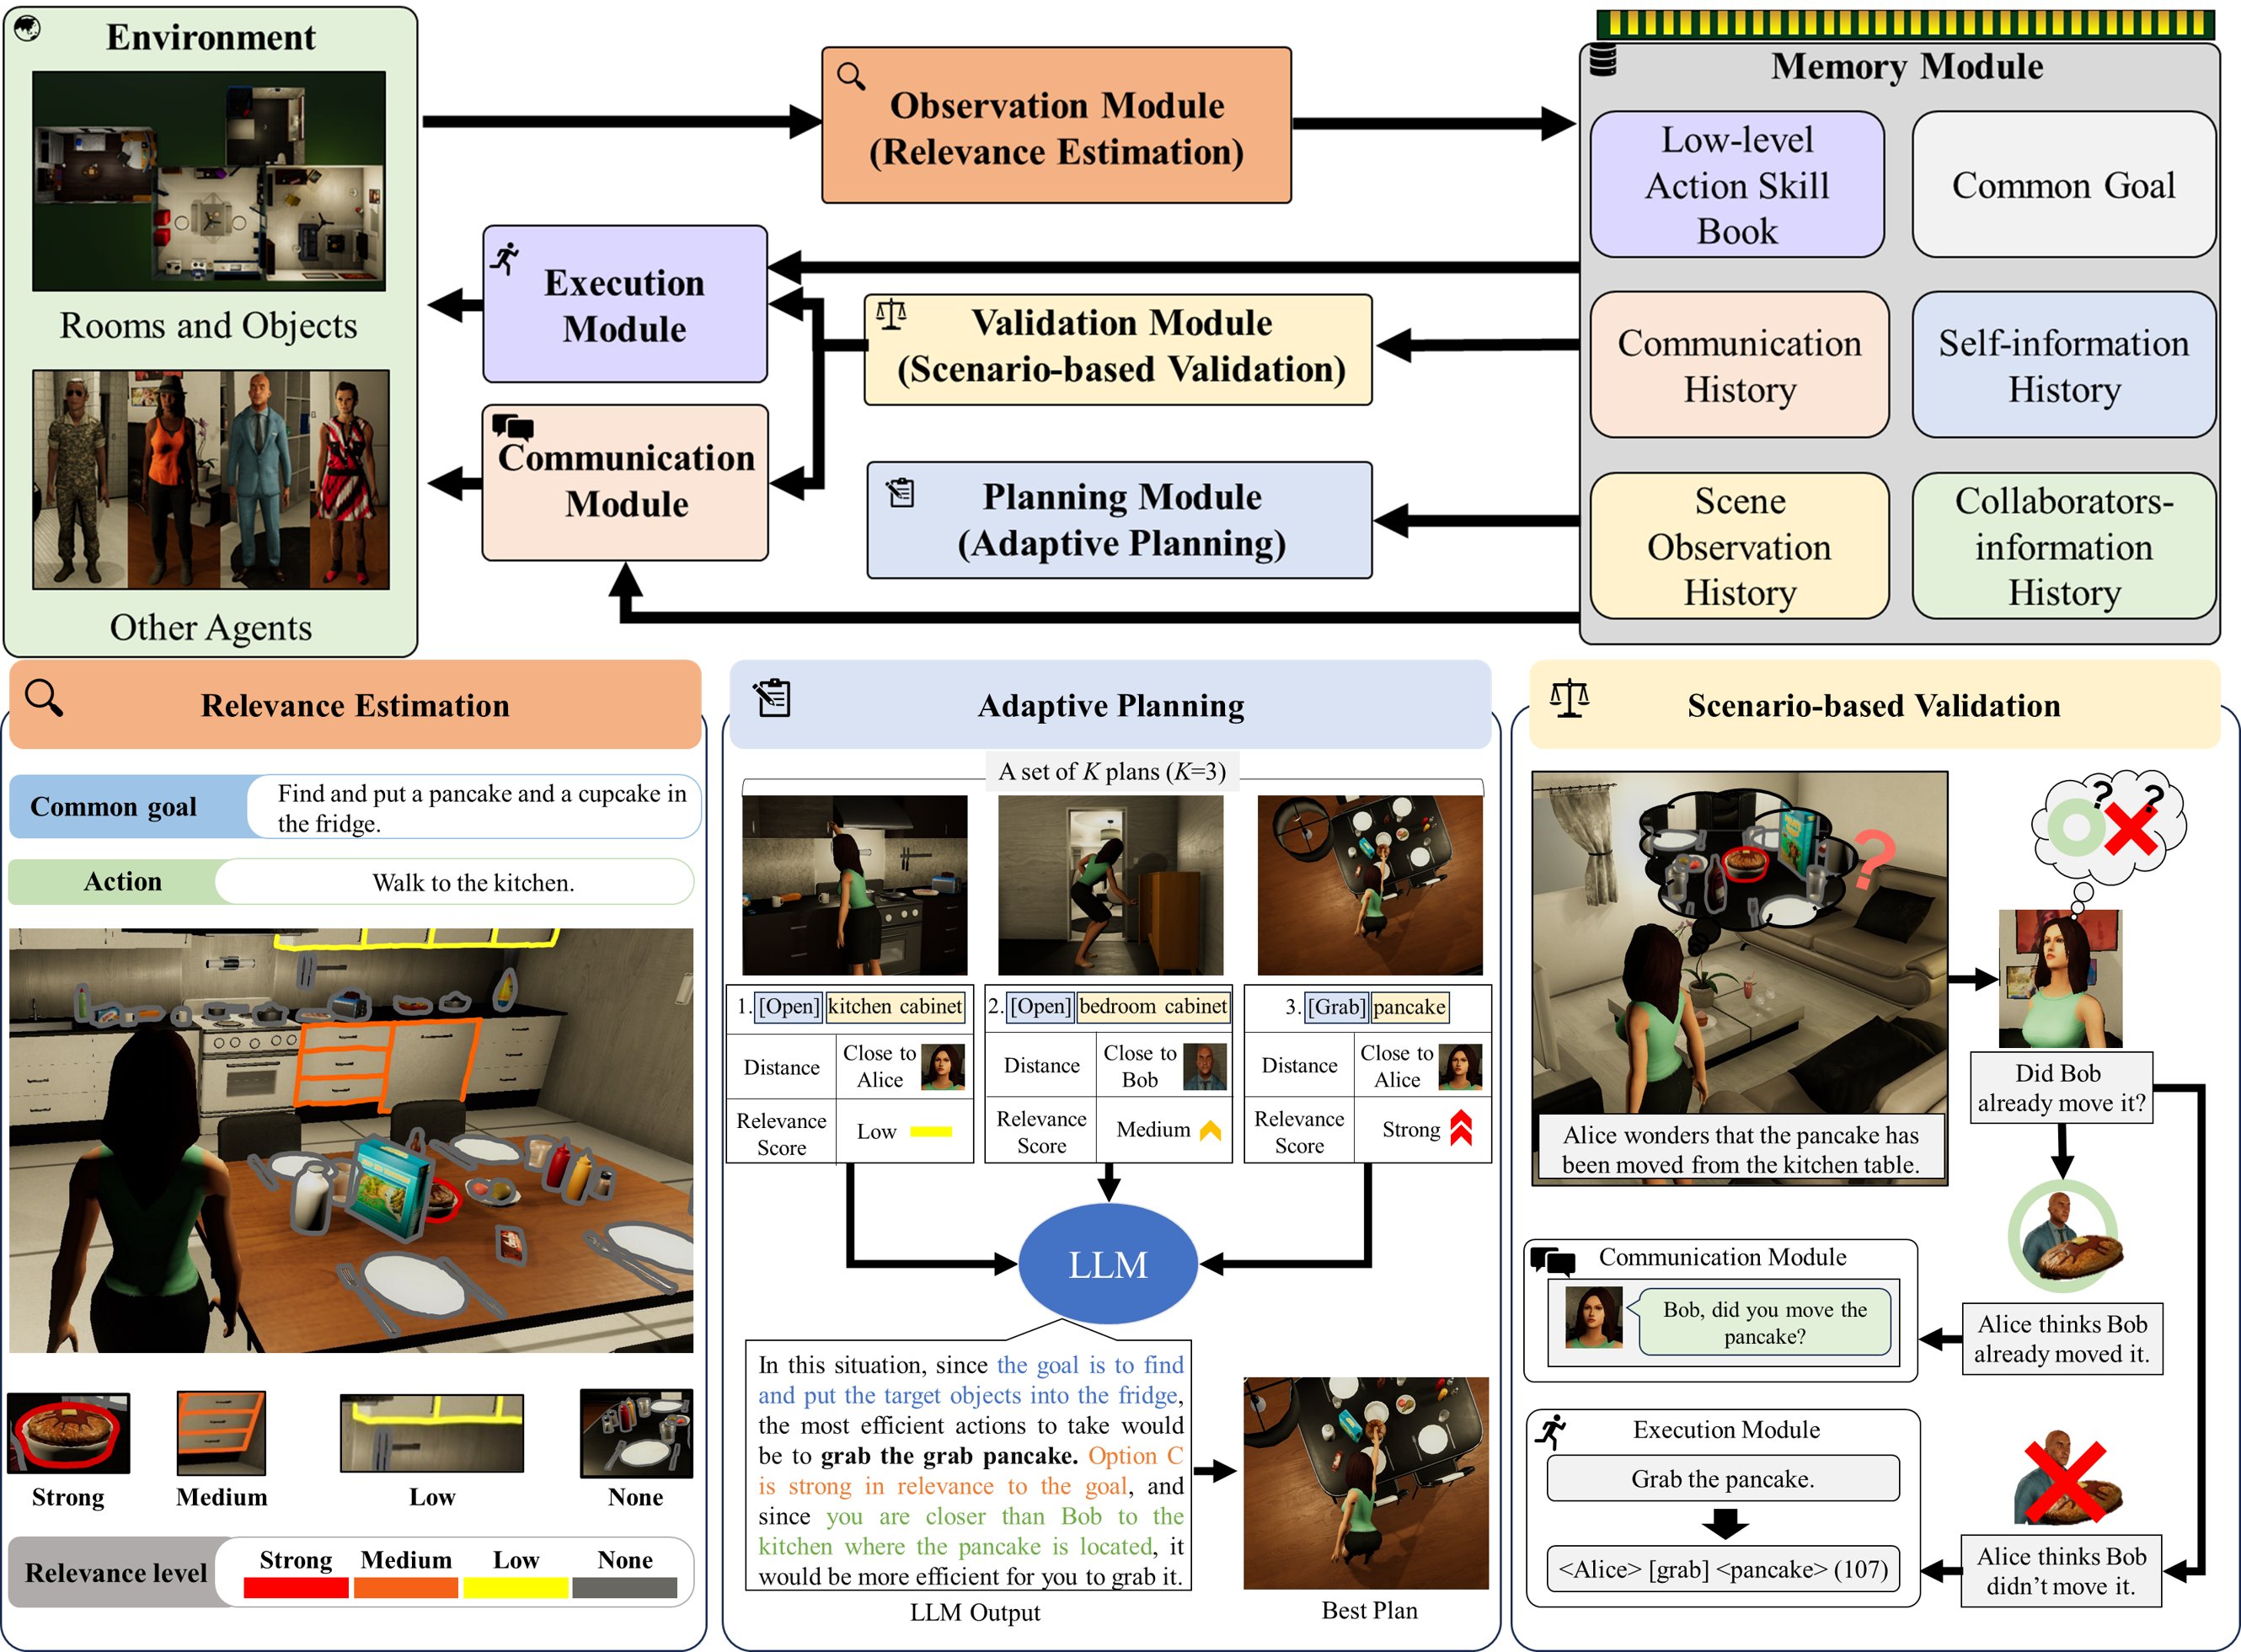 Environment
Rooms and Objects
Other Agents
Observation Module
(Relevance Estimation)
Execution
Module
Communication
Module
Validation Module
(Scenario-based Validation)
Planning Module
(Adaptive Planning)
Memory Module
Low-level
Action Skill
Book
Common Goal
Communication
History
Self-information
History
Scene
Observation
History
Collaborators-
information
History
Relevance Estimation
Common goal
Find and put a pancake and a cupcake in
the fridge.
Action
Walk to the kitchen.
Strong
Medium
Low
None
Relevance level
Strong
Medium
Low
None
Adaptive Planning
A set of K plans (K=3)
1. [Open] kitchen cabinet
Distance
Close to
Alice
Relevance
Score
Low
2. [Open] bedroom cabinet
Distance
Close to
Bob
Relevance
Score
Medium
3. [Grab] pancake
Distance
Close to
Alice
Relevance
Score
Strong
LLM
In this situation, since the goal is to find
and put the target objects into the fridge,
the most efficient actions to take would
be to grab the grab pancake. Option C
is strong in relevance to the goal, and
since you are closer than Bob to the
kitchen where the pancake is located, it
would be more efficient for you to grab it.
LLM Output
Best Plan
Scenario-based Validation
?
? ?
Alice wonders that the pancake has
been moved from the kitchen table.
Did Bob
already move it?
Communication Module
Bob, did you move the
pancake?
Alice thinks Bob
already moved it.
Execution Module
Grab the pancake.
<Alice> [grab] <pancake> (107)
Alice thinks Bob
didn't move it.